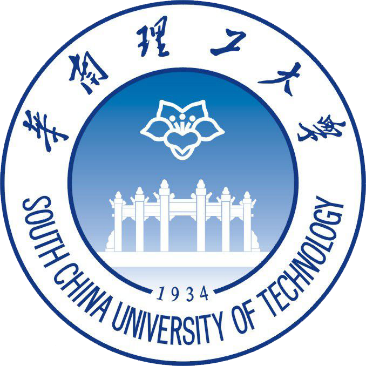 华南理工大学
1934
SOUTH CHINA UNIVERSITY OF TECHNOLOGY